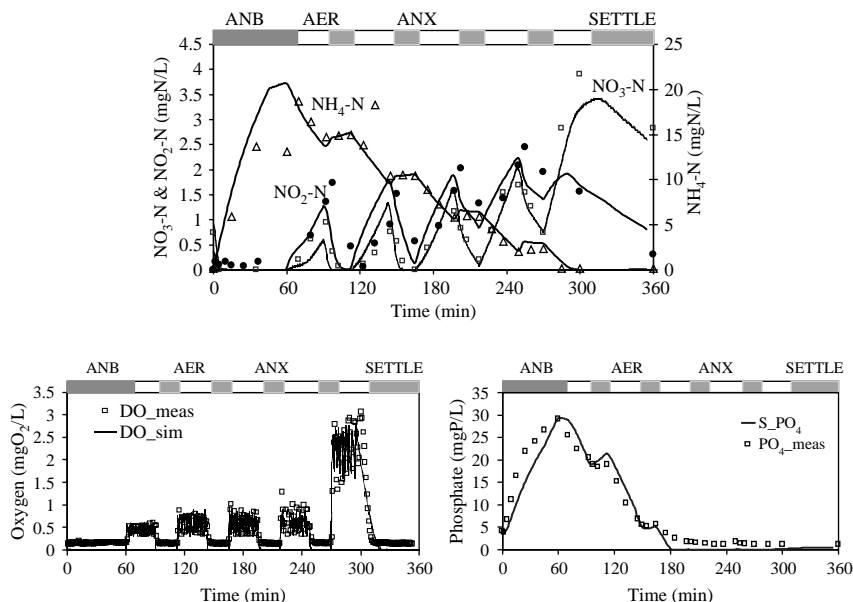 ANB AER ANX SETTLE
4.5 4 3.5 3 2.5 2 1.5 1 0.5 0
NO3-N & NO2-N (mgN/L)
NH4-N
NO2-N
NO3-N
25 20 15 10 5 0
NH4-N (mgN/L)
0 60 120 180 240 300 360
Time (min)
ANB AER ANX SETTLE
3.5 3 2.5 2 1.5 1 0.5 0
Oxygen (mgO2/L)
DO_meas
DO_sim
0 60 120 180 240 300 360
Time (min)
ANB AER ANX SETTLE
35 30 25 20 15 10 5 0
Phosphate (mgP/L)
S_PO4
PO4_meas
0 60 120 180 240 300 360
Time (min)